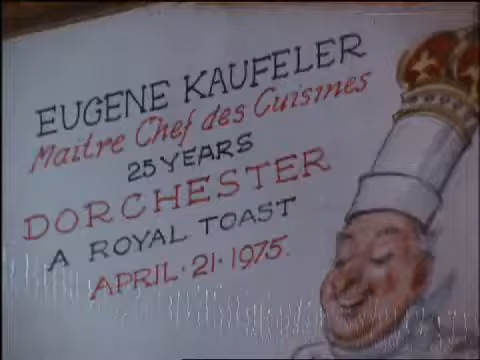 EUGENE KAUFELER
Maitre Chef des Cuisines
25 YEARS
DORCHESTER
A ROYAL TOAST
APRIL·21·1975.